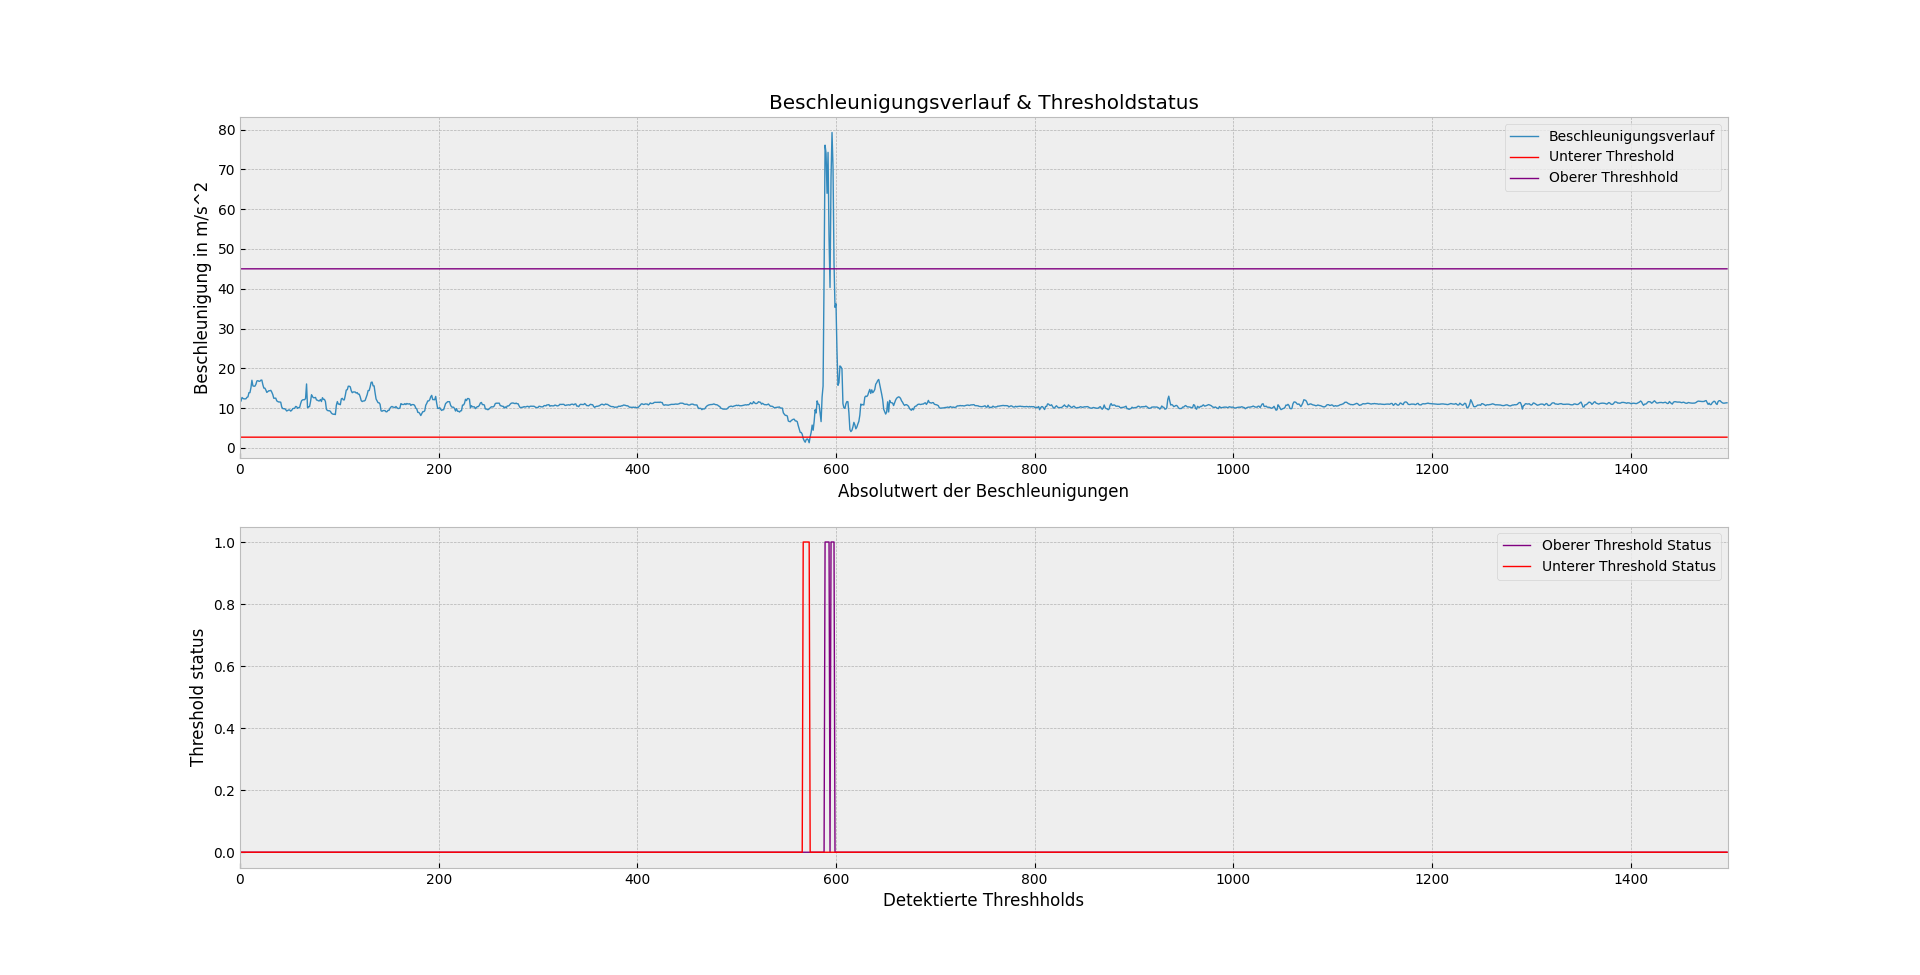 Beschleunigungsverlauf & Thresholdstatus
Beschleunigung in m/s^2
80
70
60
50
40
30
20
10
0
Beschleunigungsverlauf
Unterer Threshold
Oberer Threshhold
0 200 400 600 800 1000 1200 1400
Absolutwert der Beschleunigungen
Threshold status
1.0
0.8
0.6
0.4
0.2
0.0
Oberer Threshold Status
Unterer Threshold Status
0 200 400 600 800 1000 1200 1400
Detektierte Threshholds